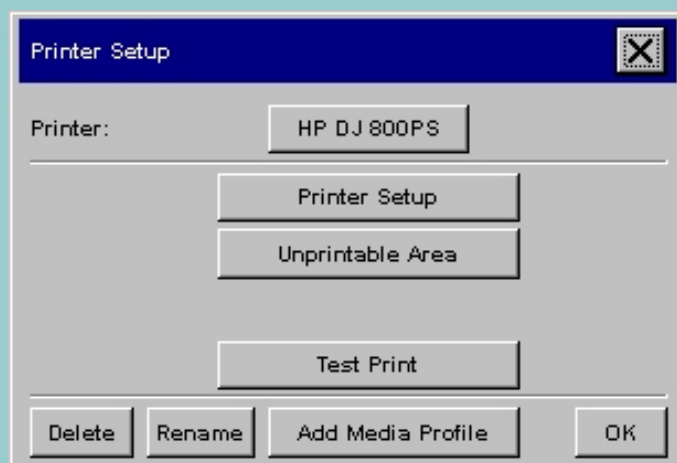 Printer Setup
Printer: HP DJ 800PS
Printer Setup
Unprintable Area
Test Print
Delete Rename Add Media Profile OK